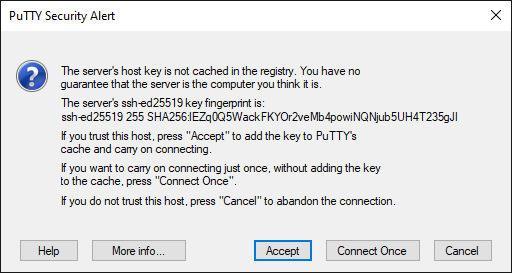 PuTTY Security Alert
The server's host key is not cached in the registry. You have no
guarantee that the server is the computer you think it is.
The server's ssh-ed25519 key fingerprint is:
ssh-ed25519 255 SHA256:IEZq0Q5WackFKYOr2veMb4powiNQNjub5UH4T235gJI
If you trust this host, press "Accept" to add the key to PuTTY's
cache and carry on connecting.
If you want to carry on connecting just once, without adding the key
to the cache, press "Connect Once".
If you do not trust this host, press "Cancel" to abandon the connection.
Help
More info...
Accept
Connect Once
Cancel